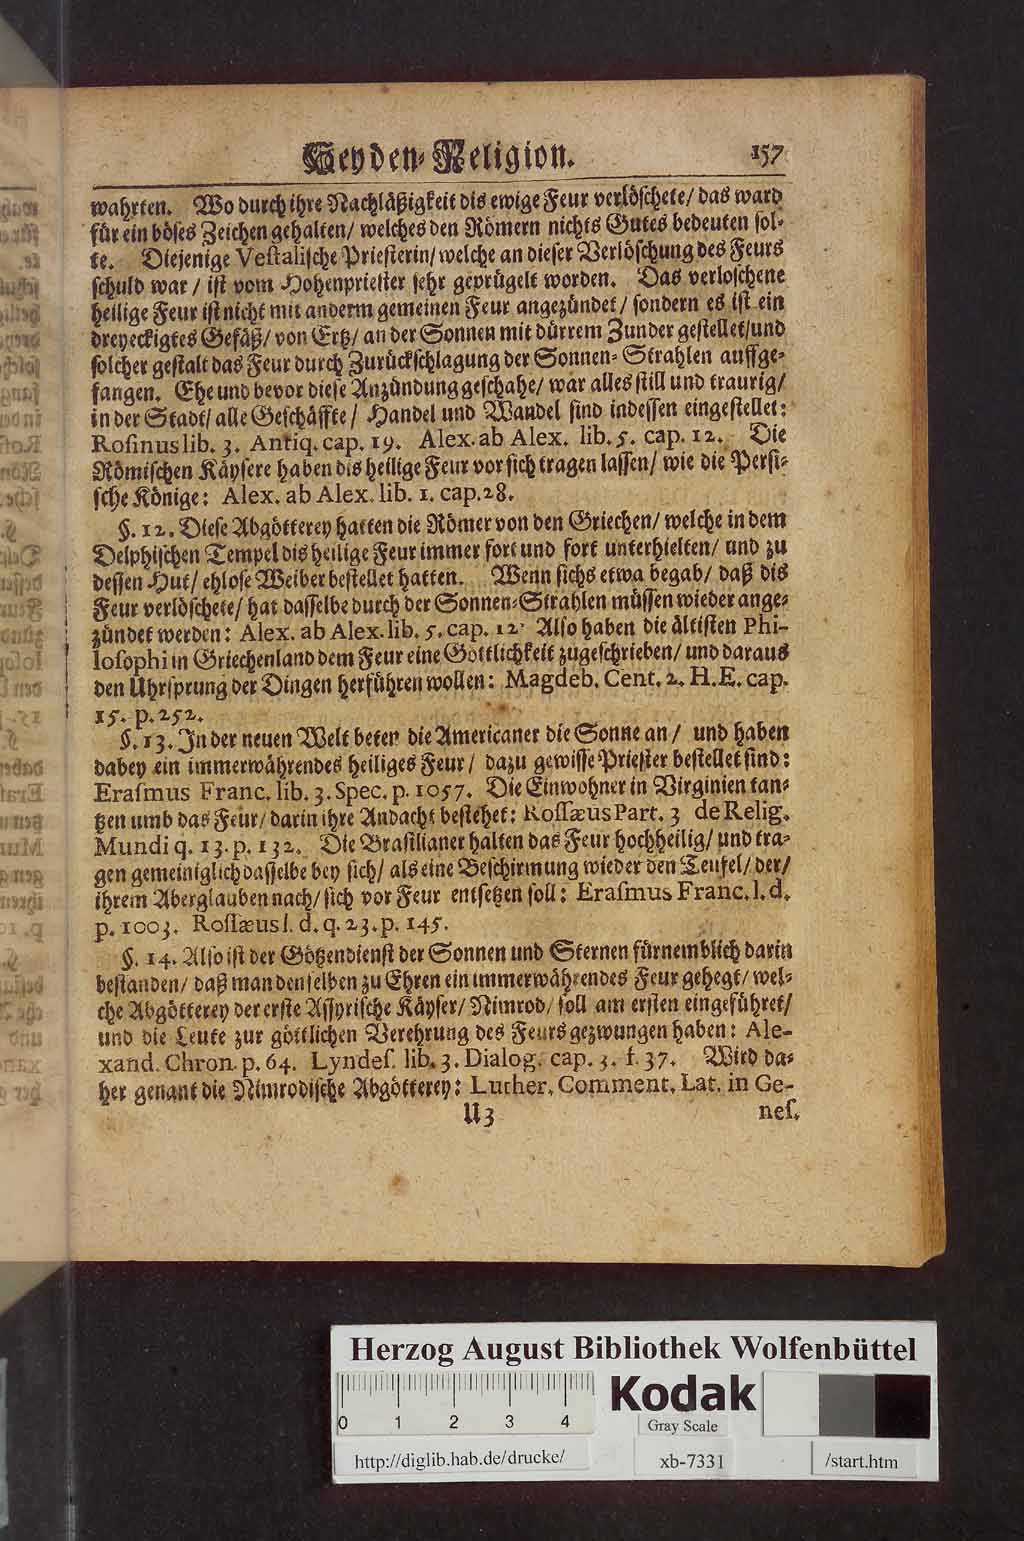 Heyden-Religion. 157
wahrten. Wo durch ihre Nachläßigkeit dis ewige Feur verlöschete/ das ward
für ein böses Zeichen gehalten/ welches den Römern nichts Gutes bedeuten sol-
te. Diejenige Vestalische Priesterin/ welche an dieser Verlöschung des Feurs
schuld war/ ist vom Hohenpriester sehr geprügelt worden. Das verloschene
heilige Feur ist nicht mit anderm gemeinen Feur angezündet/ sondern es ist ein
dreyeckigtes Gefäß/ von Ertz/ an der Sonnen mit dürrem Zunder gestellet/und
solcher gestalt das Feur durch Zurückschlagung der Sonnen-Strahlen auffge-
fangen. Ehe und bevor diese Anzündung geschahe/ war alles still und traurig/
in der Stadt/ alle Geschäffte/ Handel und Wandel sind indessen eingestellet:
Rosinus lib. 3. Antiq. cap. 19. Alex. ab Alex. lib. 5. cap. 12. Die
Römischen Käysere haben dis heilige Feur vor sich tragen lassen/ wie die Persi-
sche Könige: Alex. ab Alex. lib. 1. cap. 28.
§. 12. Diese Abgötterey hatten die Römer von den Griechen/ welche in dem
Delphischen Tempel dis heilige Feur immer fort und fort unterhielten/ und zu
dessen Hut/ ehlose Weiber bestellet hatten. Wenn sichs etwa begab/ daß dis
Feur verlöschete/ hat dasselbe durch der Sonnen-Strahlen müssen wieder ange-
zündet werden: Alex. ab Alex. lib. 5. cap. 12. Also haben die ältisten Phi-
losophi in Griechenland dem Feur eine Göttlichkeit zugeschrieben/ und daraus
den Uhrsprung der Dingen herführen wollen: Magdeb. Cent. 2. H. E. cap.
15. p. 252.
§. 13. In der neuen Welt beten die Americaner die Sonne an/ und haben
dabey ein immerwährendes heiliges Feur/ dazu gewisse Priester bestellet sind:
Erasmus Franc. lib. 3. Spec. p. 1057. Die Einwohner in Virginien tan-
tzen umb das Feur/ darin ihre Andacht bestehet: Rossæus Part. 3 de Relig.
Mundi q. 13. p. 132. Die Brasilianer halten das Feur hochheilig/ und tra-
gen gemeiniglich dasselbe bey sich/ als eine Beschirmung wieder den Teufel/ der/
ihrem Aberglauben nach/ sich vor Feur entsetzen soll: Erasmus Franc. l. d.
p. 1003. Rossæus l. d. q. 23. p. 145.
§. 14. Also ist der Götzendienst der Sonnen und Sternen fürnemblich darin
bestanden/ daß man denselben zu Ehren ein immerwährendes Feur gehegt/ wel-
che Abgötterey der erste Assyrische Käyser/ Nimrod/ soll am ersten eingeführet/
und die Leute zur göttlichen Verehrung des Feurs gezwungen haben: Ale-
xand. Chron. p. 64. Lyndes. lib. 3. Dialog. cap. 3. f. 37. Wird da-
her genant die Nimrodische Abgötterey: Luther. Comment. Lat. in Ge-
U 3 nes.
Herzog August Bibliothek Wolfenbüttel
0 1 2 3 4
Kodak
Gray Scale
http://diglib.hab.de/drucke/ xb-7331 /start.htm